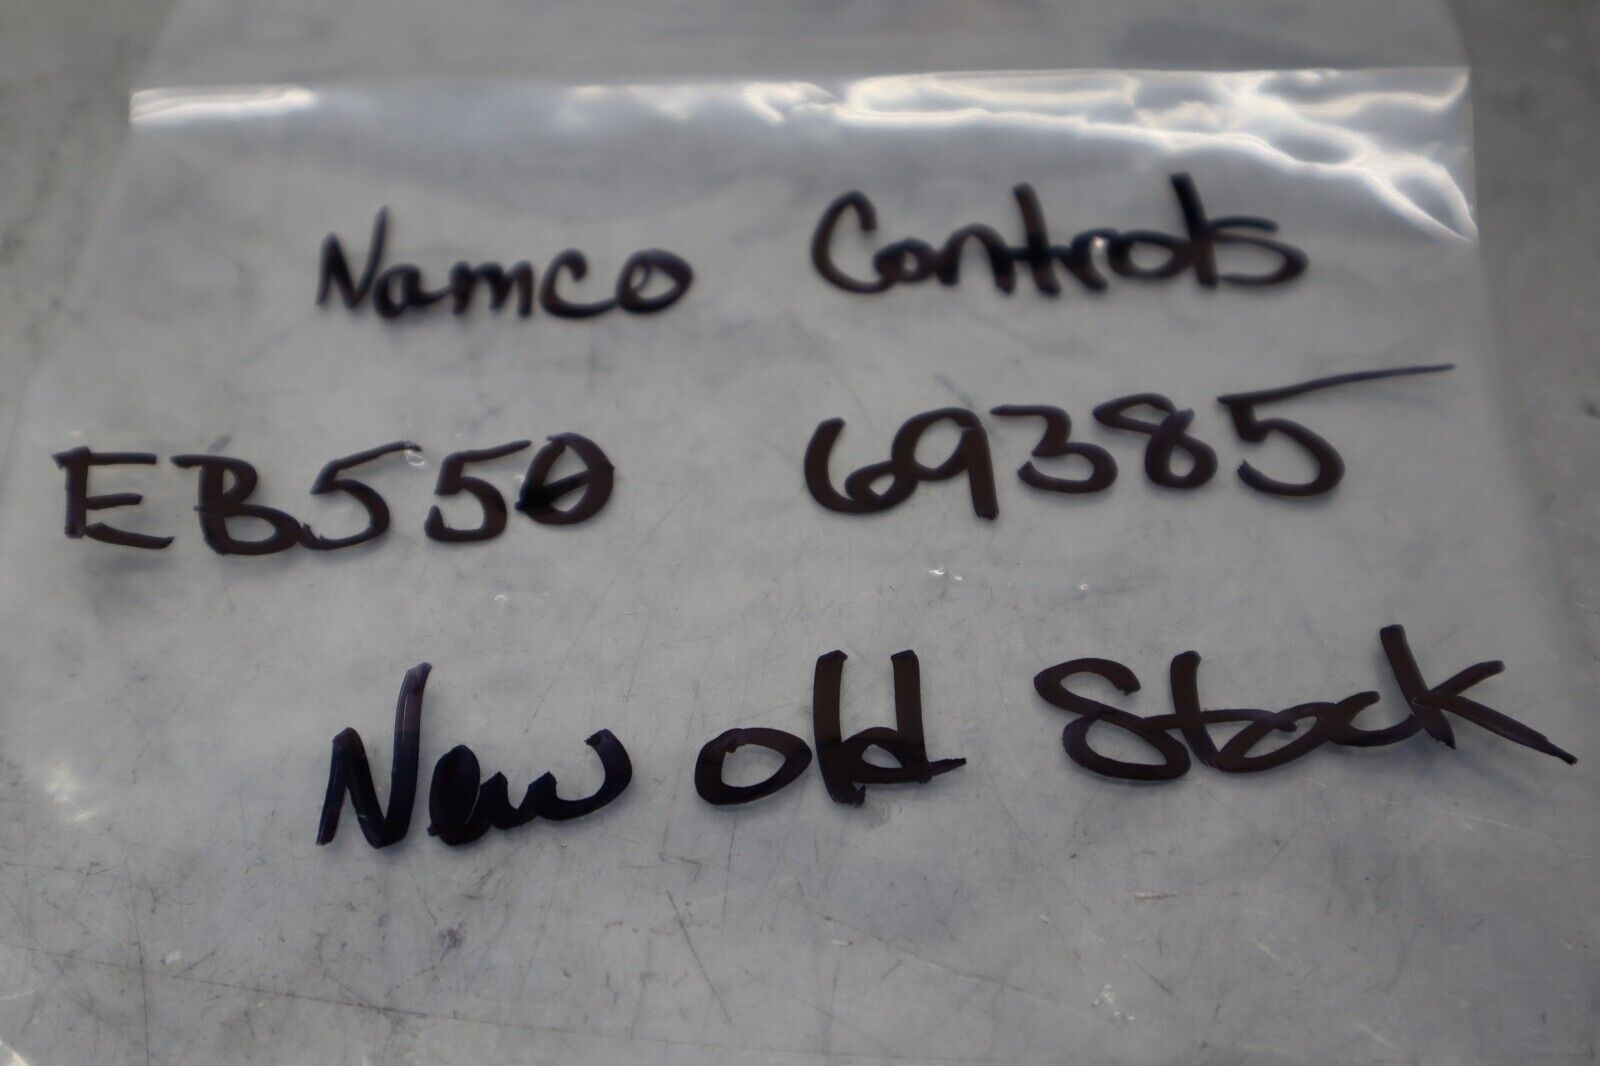 Namco Controls
EB550 69385
New old Stock